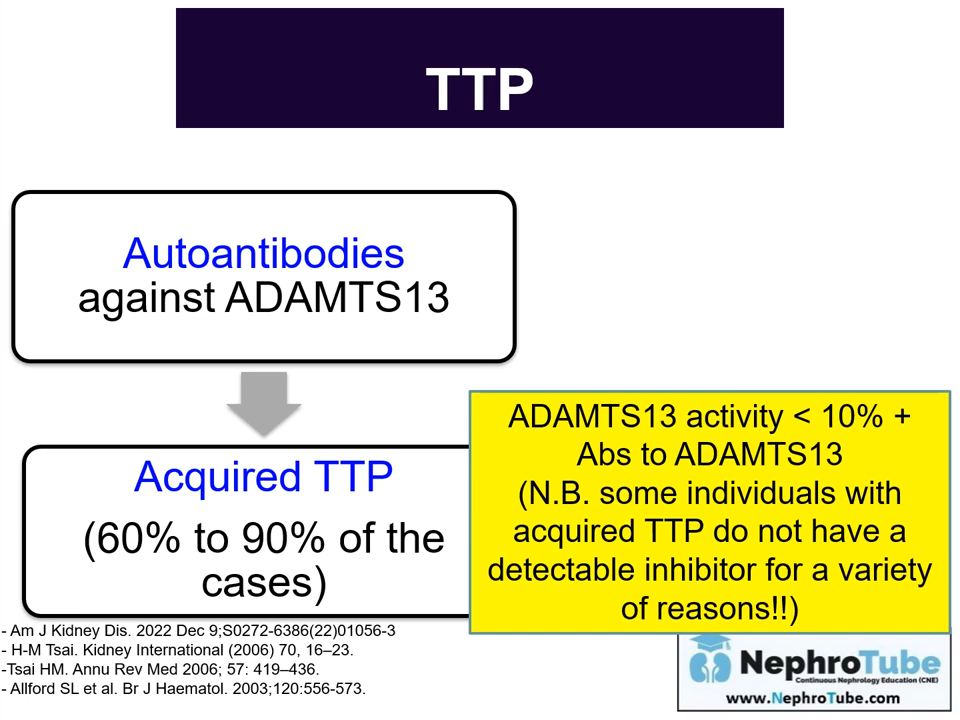 TTP
Autoantibodies
against ADAMTS13
Acquired TTP
(60% to 90% of the
cases)
ADAMTS13 activity < 10% +
Abs to ADAMTS13
(N.B. some individuals with
acquired TTP do not have a
detectable inhibitor for a variety
of reasons!!)
- Am J Kidney Dis. 2022 Dec 9;S0272-6386(22)01056-3
- H-M Tsai. Kidney International (2006) 70, 16–23.
-Tsai HM. Annu Rev Med 2006; 57: 419–436.
- Allford SL et al. Br J Haematol. 2003;120:556-573.
NephroTube
Continuous Nephrology Education (CNE)
www.NephroTube.com